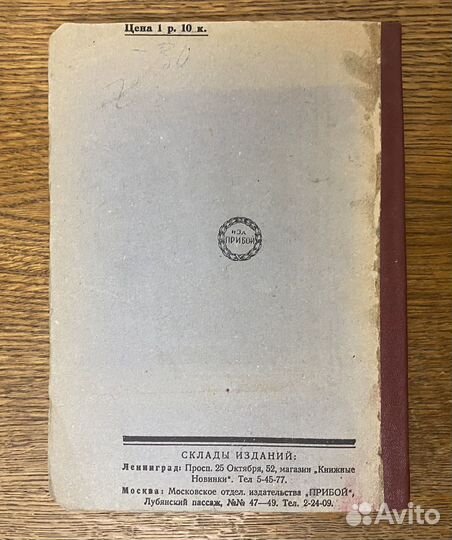 Цена 1 р. 10 к.
ИЗД.
ПРИБОЙ
СКЛАДЫ ИЗДАНИЙ:
Ленинград: Просп. 25 Октября, 52, магазин „Книжные
Новинки". Тел 5-45-77.
Москва: Московское отдел. издательства „ПРИБОЙ",
Лубянский пассаж, №№ 47—49. Тел. 2-24-09.
Avito